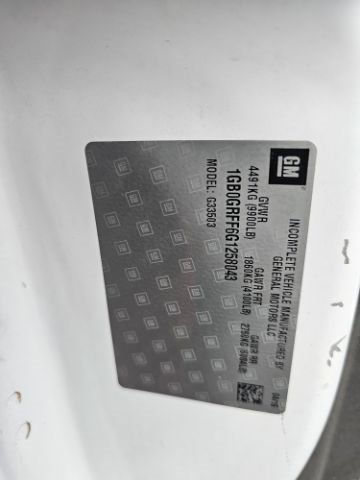 GM
INCOMPLETE VEHICLE MANUFACTURED BY
GENERAL MOTORS LLC
GVWR GAWR FRT GAWR RR
4491KG (9900LB) 1860KG (4100LB)
1GB0GRFF6G1258043
MODEL: G33503